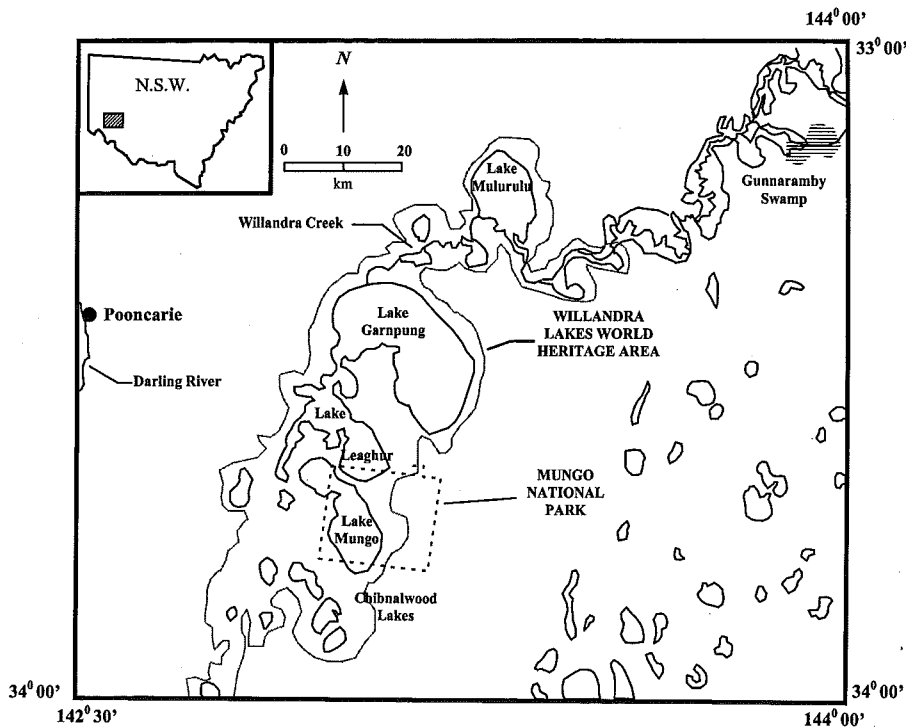 144⁰ 00'
33⁰ 00'
N.S.W.
N
0 10 20
km
Lake
Mulurulu
Gunnaramby
Swamp
Willandra Creek
Pooncarie
Darling River
Lake
Garnpung
WILLANDRA
LAKES WORLD
HERITAGE AREA
Lake
Leaghur
MUNGO
NATIONAL
PARK
Lake
Mungo
Chibnalwood
Lakes
34⁰ 00'
142⁰ 30'
34⁰ 00'
144⁰ 00'